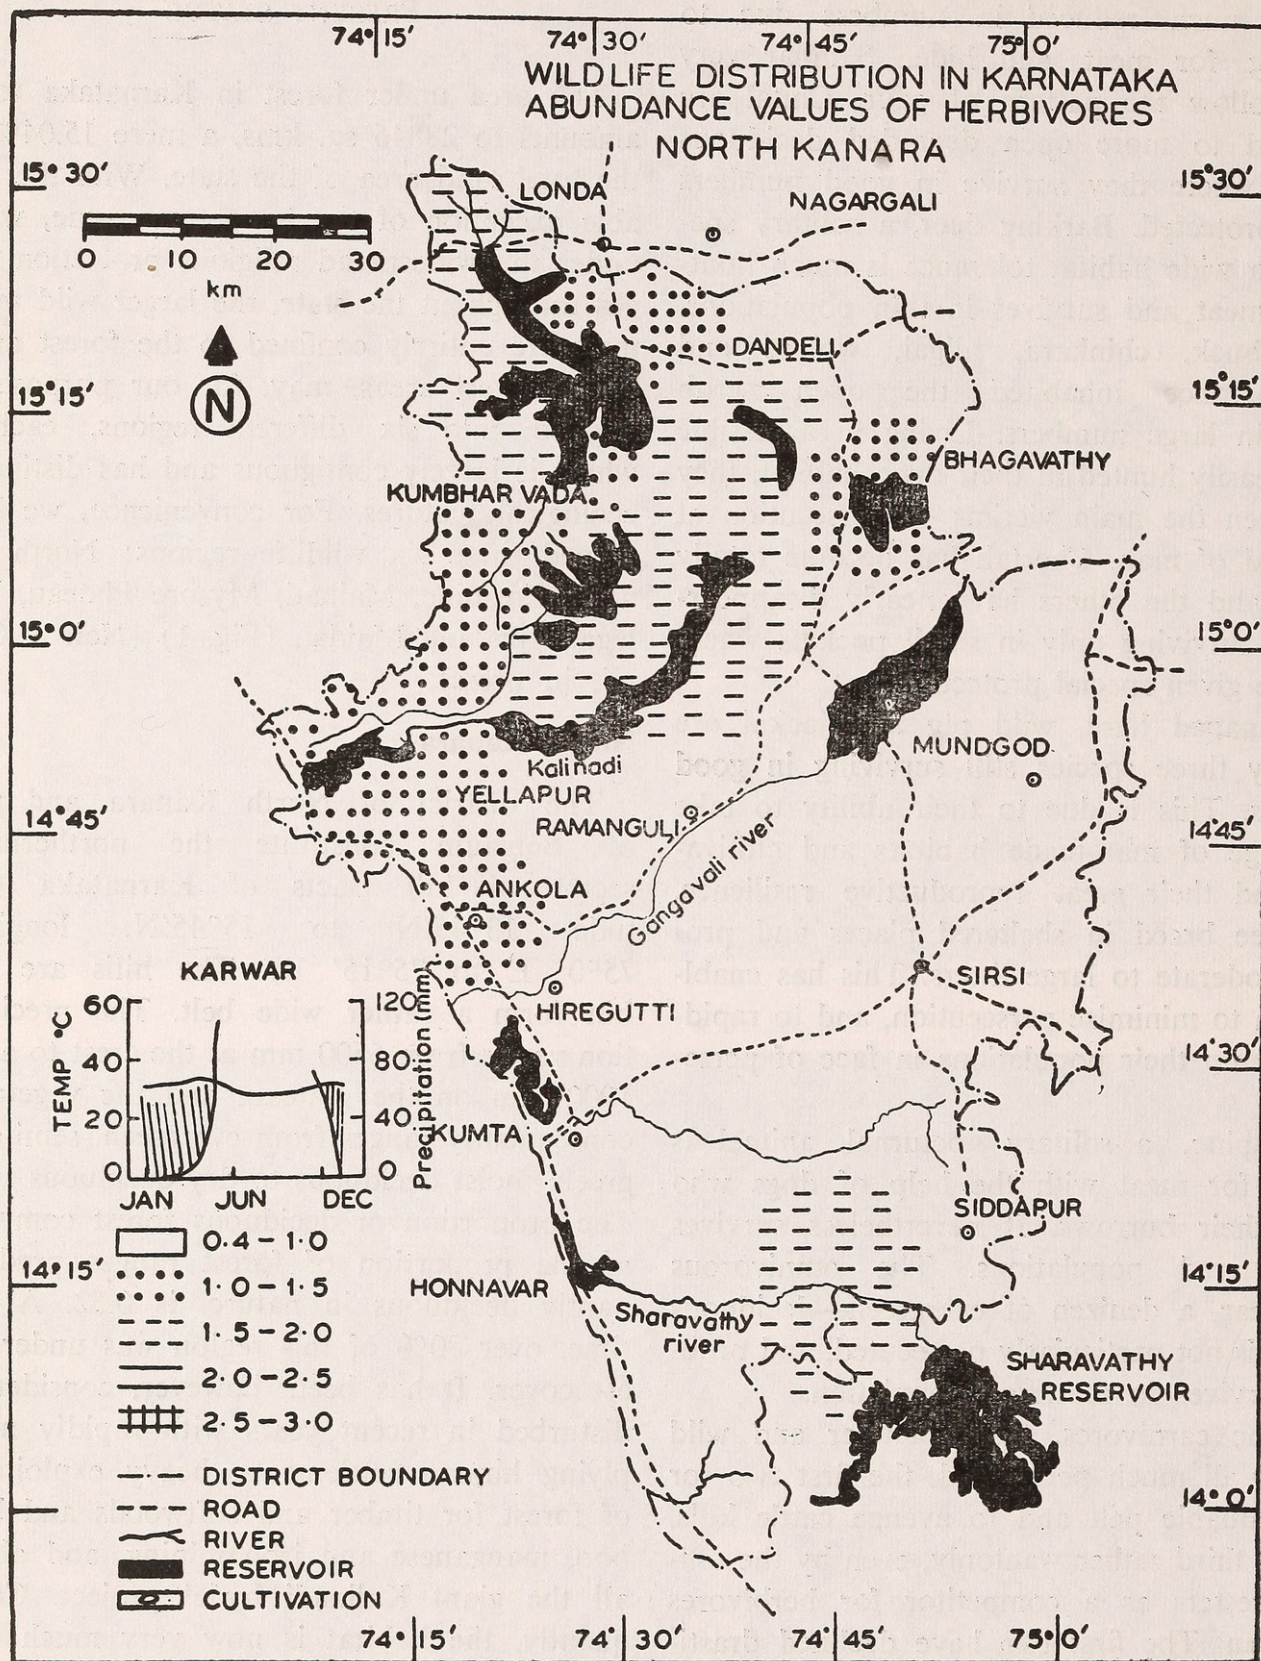 74° 15′ 74° 30′ 74° 45′ 75° 0′
WILDLIFE DISTRIBUTION IN KARNATAKA
ABUNDANCE VALUES OF HERBIVORES
NORTH KANARA
15° 30′
15° 30′
LONDA
NAGARGALI
0 10 20 30
km
N
DANDELI
15° 15′
15° 15′
BHAGAVATHY
KUMBHAR VADA
15° 0′
15° 0′
MUNDGOD
Kalinadi
YELLAPUR
RAMANGULI
14° 45′
14° 45′
Gangavali river
ANKOLA
KARWAR
SIRSI
HIREGUTTI
TEMP °C
60
40
20
0
120
80
40
0
Precipitation (mm)
JAN JUN DEC
14° 30′
KUMTA
SIDDAPUR
0.4 – 1.0
1.0 – 1.5
1.5 – 2.0
2.0 – 2.5
2.5 – 3.0
14° 15′
14° 15′
HONNAVAR
Sharavathy
river
SHARAVATHY
RESERVOIR
DISTRICT BOUNDARY
ROAD
RIVER
RESERVOIR
CULTIVATION
14° 0′
74° 15′ 74° 30′ 74° 45′ 75° 0′